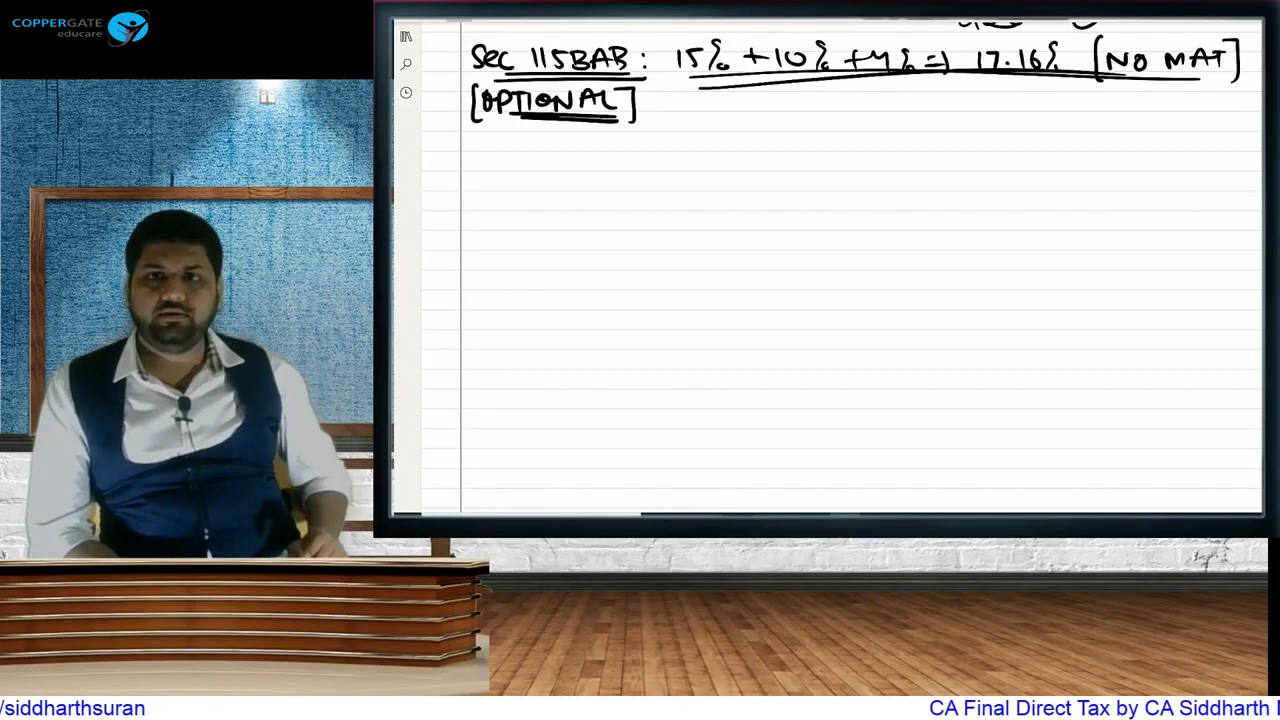 COPPERGATE
educare
Sec 115BAB: 15% + 10% + 4% => 17.16% [NO MAT]
[OPTIONAL]
/siddharthsuran
CA Final Direct Tax by CA Siddharth